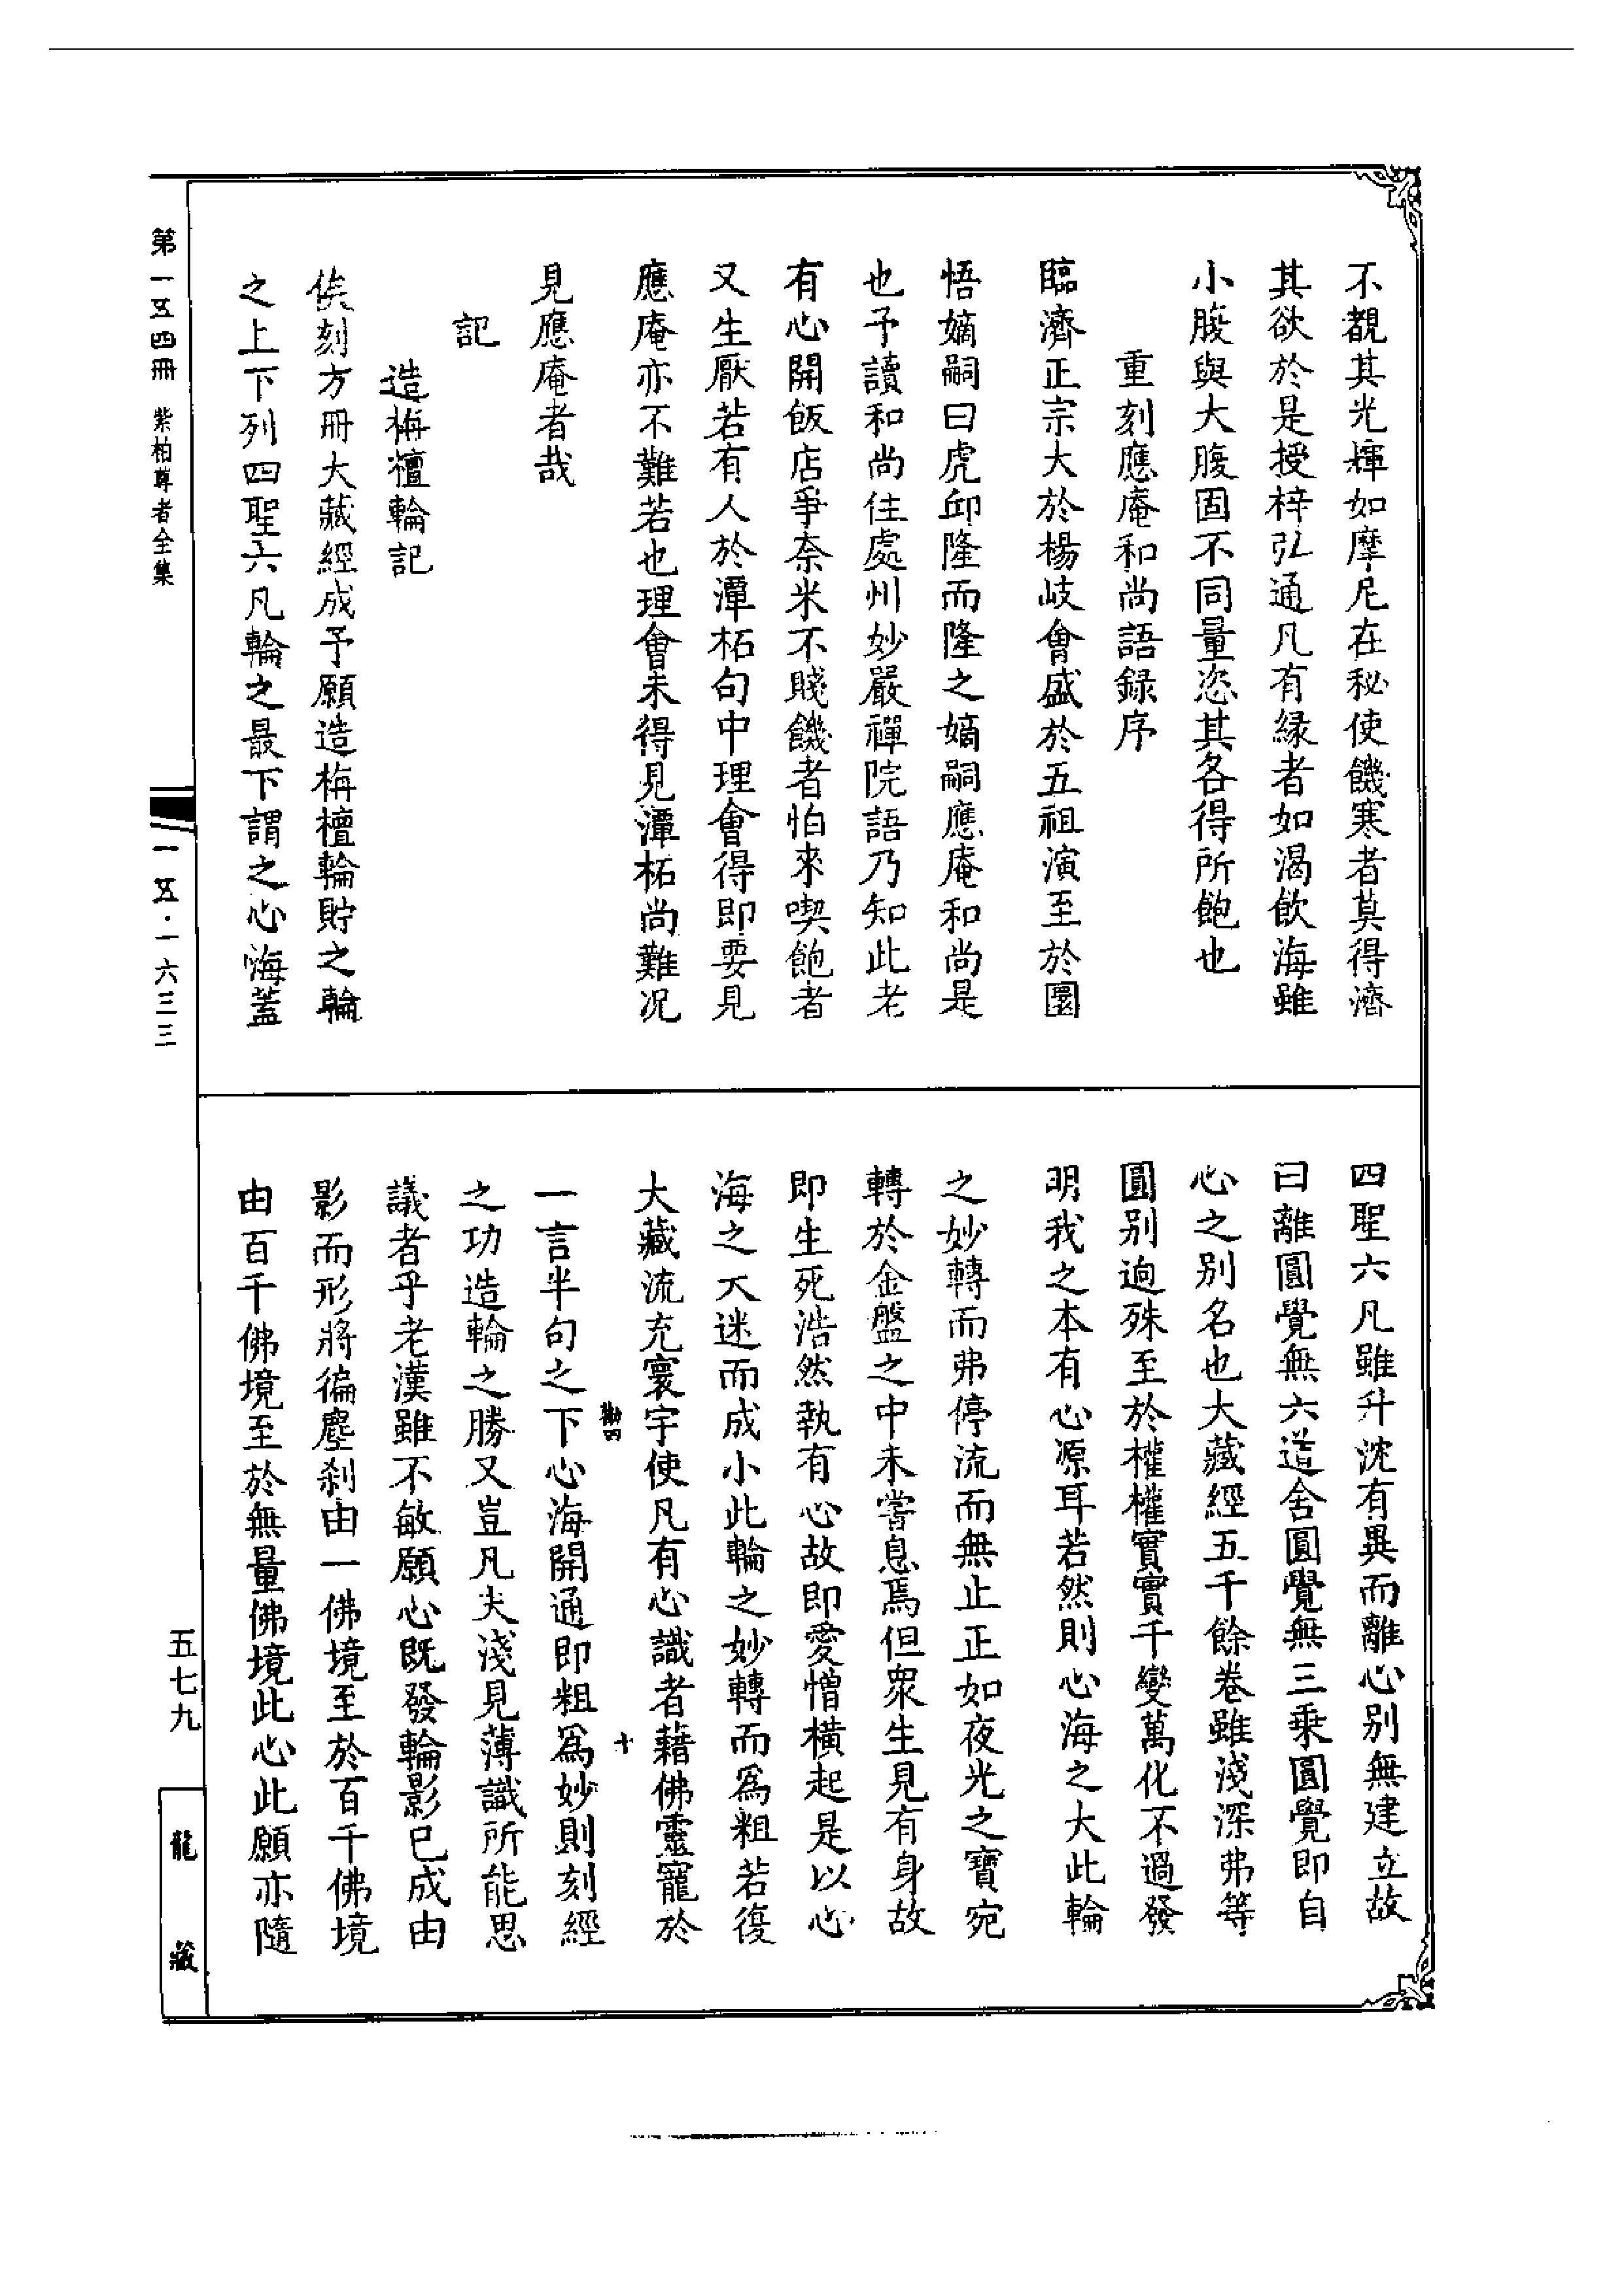 不覩其光輝如摩尼在秘使饑寒者莫得濟
其欲於是授梓弘通凡有緣者如渴飲海雖
小腹與大腹固不同量恣其各得所飽也
重刻應庵和尚語録序
臨濟正宗大於楊岐會盛於五祖演至於圜
悟嫡嗣曰虎邱隆而隆之嫡嗣應庵和尚是
也予讀和尚住處州妙嚴禪院語乃知此老
有心開飯店爭奈米不賤饑者怕來喫飽者
又生厭若有人於潭柘句中理會得即要見
應庵亦不難若也理會未得見潭柘尚難况
見應庵者哉
記
造栴檀輪記
俟刻方冊大藏經成予願造栴檀輪貯之輪
之上下列四聖六凡輪之最下謂之心海蓋
四聖六凡雖升沈有異而離心别無建立故
曰離圓覺無六道舍圓覺無三乘圓覺即自
心之别名也大藏經五千餘卷雖淺深弗等
圓别逈殊至於權權實實千變萬化不過發
明我之本有心源耳若然則心海之大此輪
之妙轉而弗停流而無止正如夜光之寶宛
轉於金盤之中未嘗息焉但衆生見有身故
即生死浩然執有心故即愛憎橫起是以心
海之大迷而成小此輪之妙轉而爲粗若復
大藏流充寰宇使凡有心識者藉佛靈寵於
勸四 十
一言半句之下心海開通即粗爲妙則刻經
之功造輪之勝又豈凡夫淺見薄識所能思
議者乎老漢雖不敏願心既發輪影已成由
影而形將徧塵刹由一佛境至於百千佛境
由百千佛境至於無量佛境此心此願亦隨
第一五四冊 紫柏尊者全集
一五·一六三三
五七九
龍藏